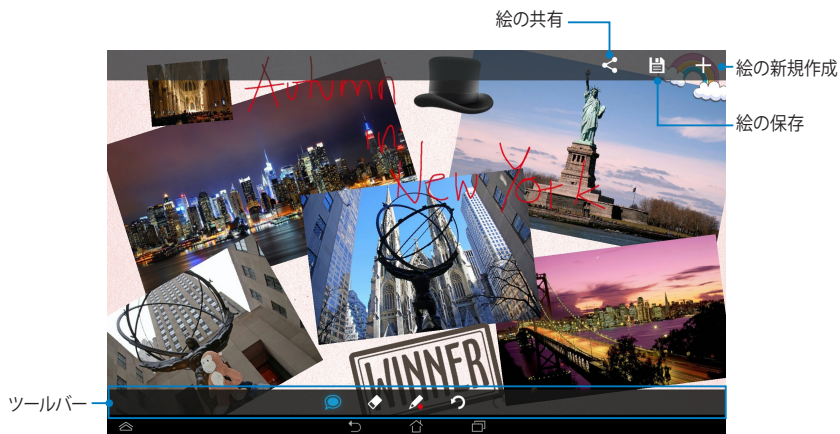 絵の共有
絵の新規作成
絵の保存
Autumn
in
New York
WINNER
ツールバー